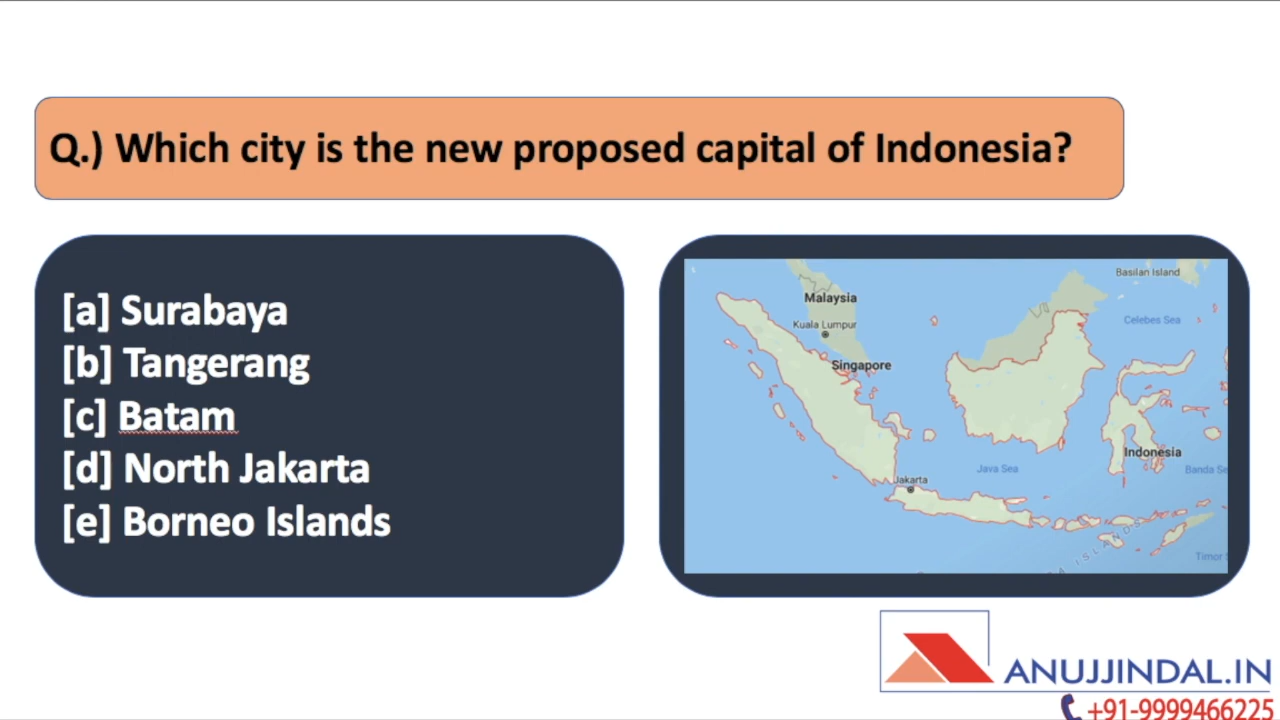 Q.) Which city is the new proposed capital of Indonesia?
[a] Surabaya
[b] Tangerang
[c] Batam
[d] North Jakarta
[e] Borneo Islands
Basilan Island
Malaysia
Celebes Sea
Kuala Lumpur
Singapore
Indonesia
Java Sea
Banda Se
Jakarta
A ISLANDS
Timor
ANUJJINDAL.IN
+91-9999466225